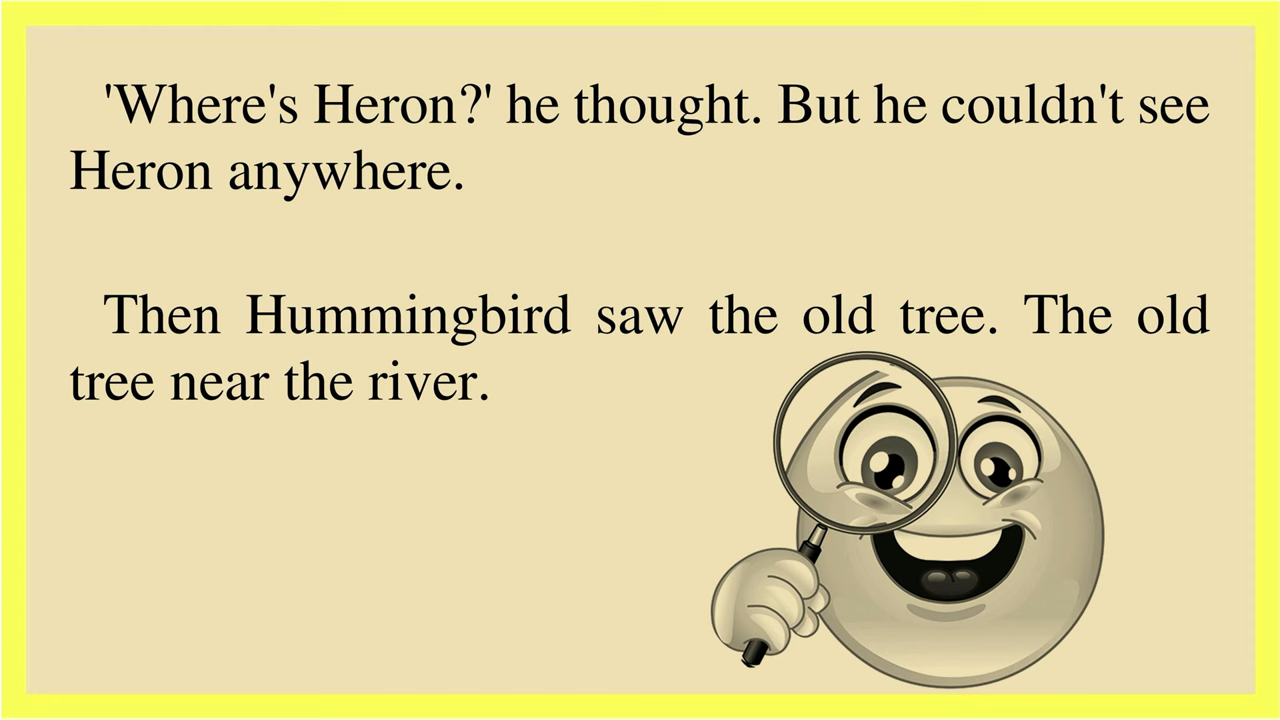 'Where's Heron?' he thought. But he couldn't see
Heron anywhere.
Then Hummingbird saw the old tree. The old
tree near the river.